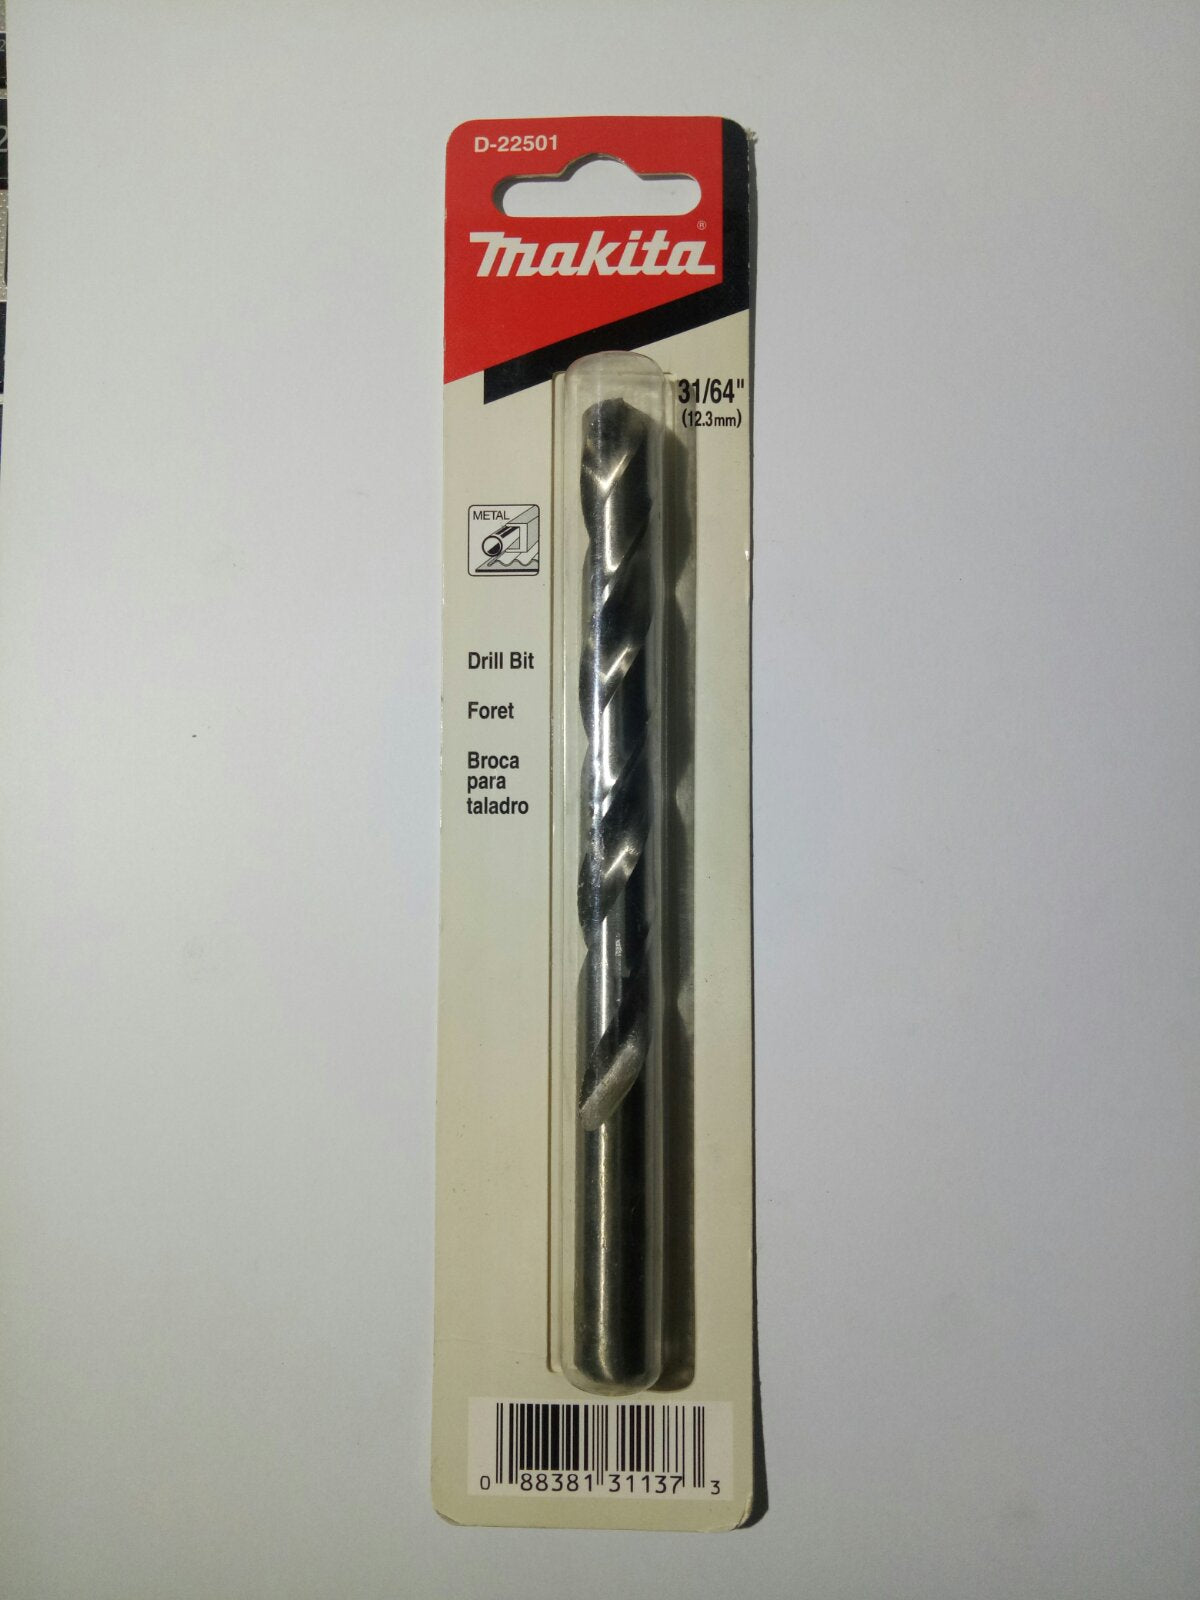 D-22501
makita®
31/64"
(12.3mm)
METAL
Drill Bit
Foret
Broca
para
taladro
0 88381 31137 3